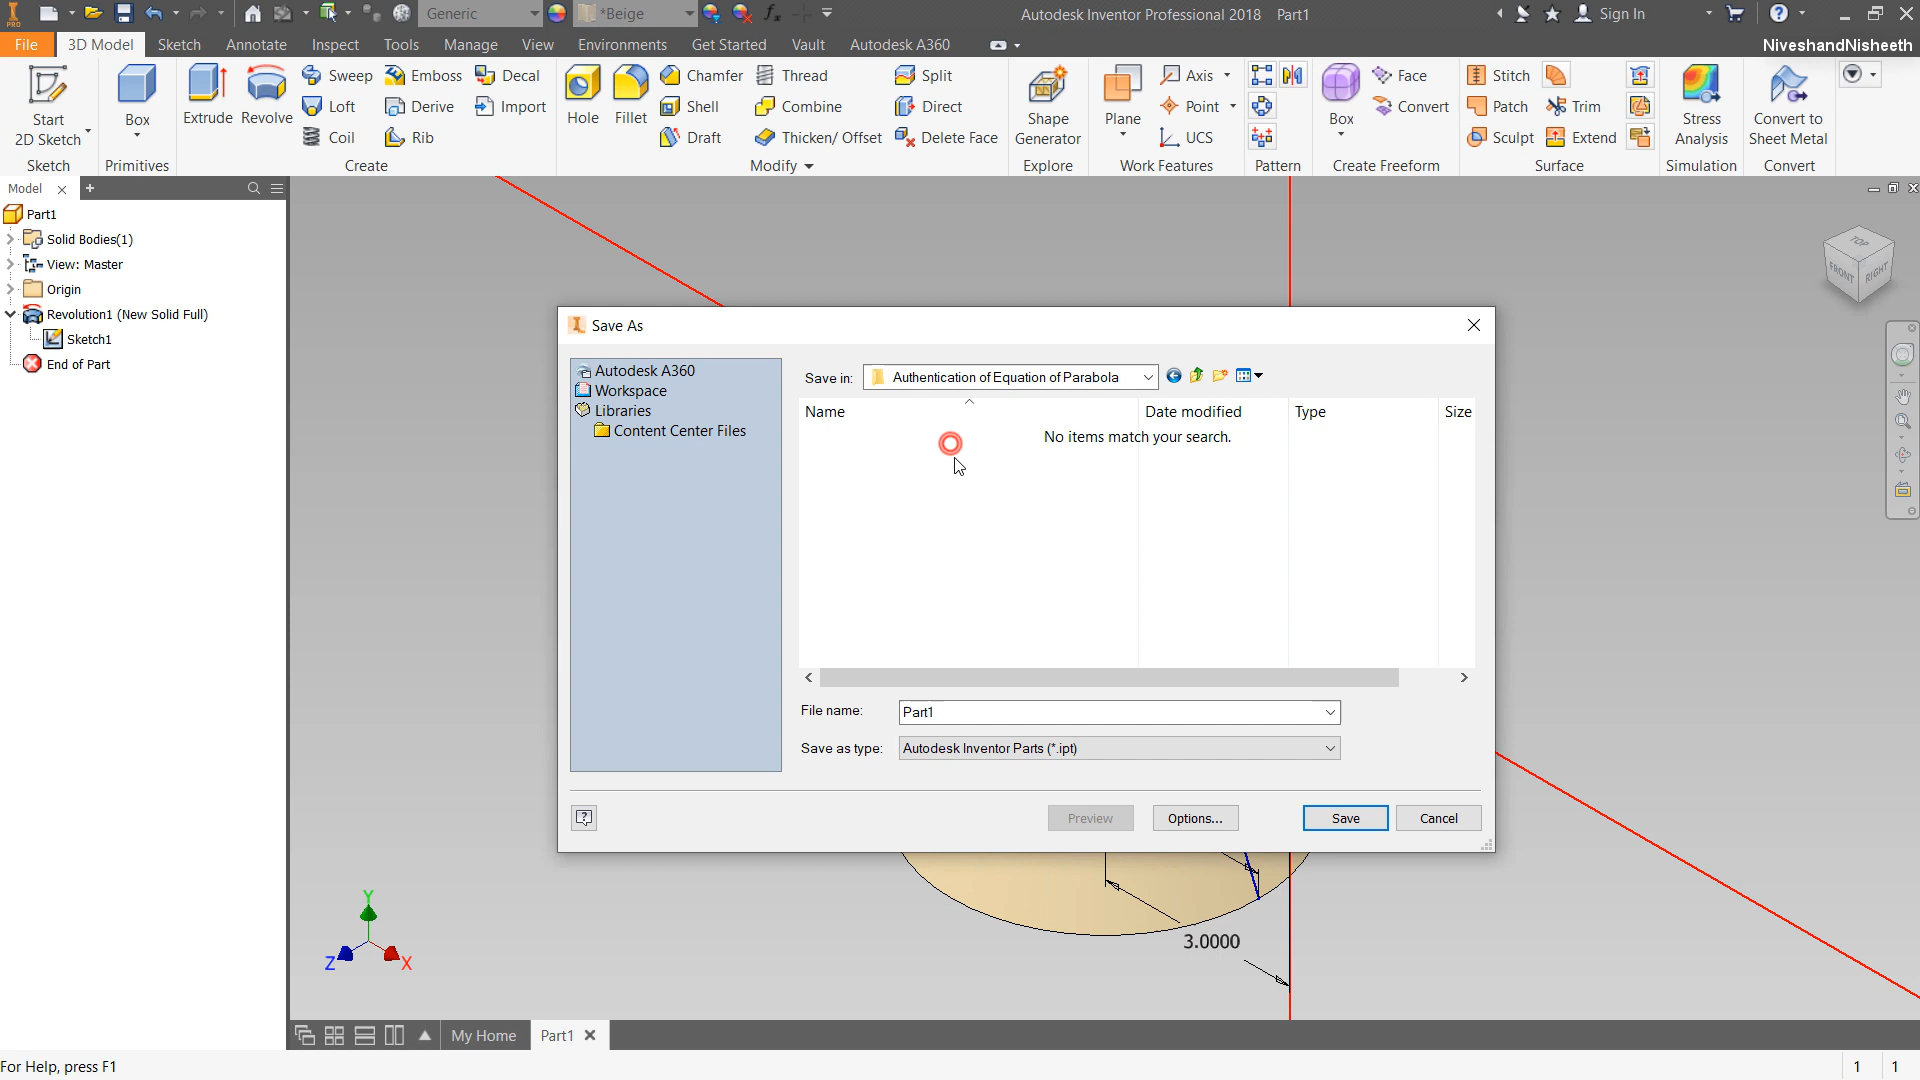 PRO Generic *Beige fx Autodesk Inventor Professional 2018 Part1 Sign In
File 3D Model Sketch Annotate Inspect Tools Manage View Environments Get Started Vault Autodesk A360 NiveshandNisheeth
Start 2D Sketch Box Extrude Revolve Sweep Emboss Decal Hole Fillet Chamfer Thread Split Shape Generator Plane Axis Box Face Stitch Stress Analysis Convert to Sheet Metal
Loft Derive Import Shell Combine Direct Point Convert Patch Trim
Coil Rib Draft Thicken/ Offset Delete Face UCS Sculpt Extend
Sketch Primitives Create Modify Explore Work Features Pattern Create Freeform Surface Simulation Convert
Model
Part1
Solid Bodies(1)
View: Master
Origin
Revolution1 (New Solid Full)
Sketch1
End of Part
TOP
FRONT RIGHT
Save As
Autodesk A360
Workspace
Libraries
Content Center Files
Save in: Authentication of Equation of Parabola
Name Date modified Type Size
No items match your search.
File name: Part1
Save as type: Autodesk Inventor Parts (*.ipt)
Preview Options... Save Cancel
3.0000
Y
Z X
My Home Part1
For Help, press F1 1 1